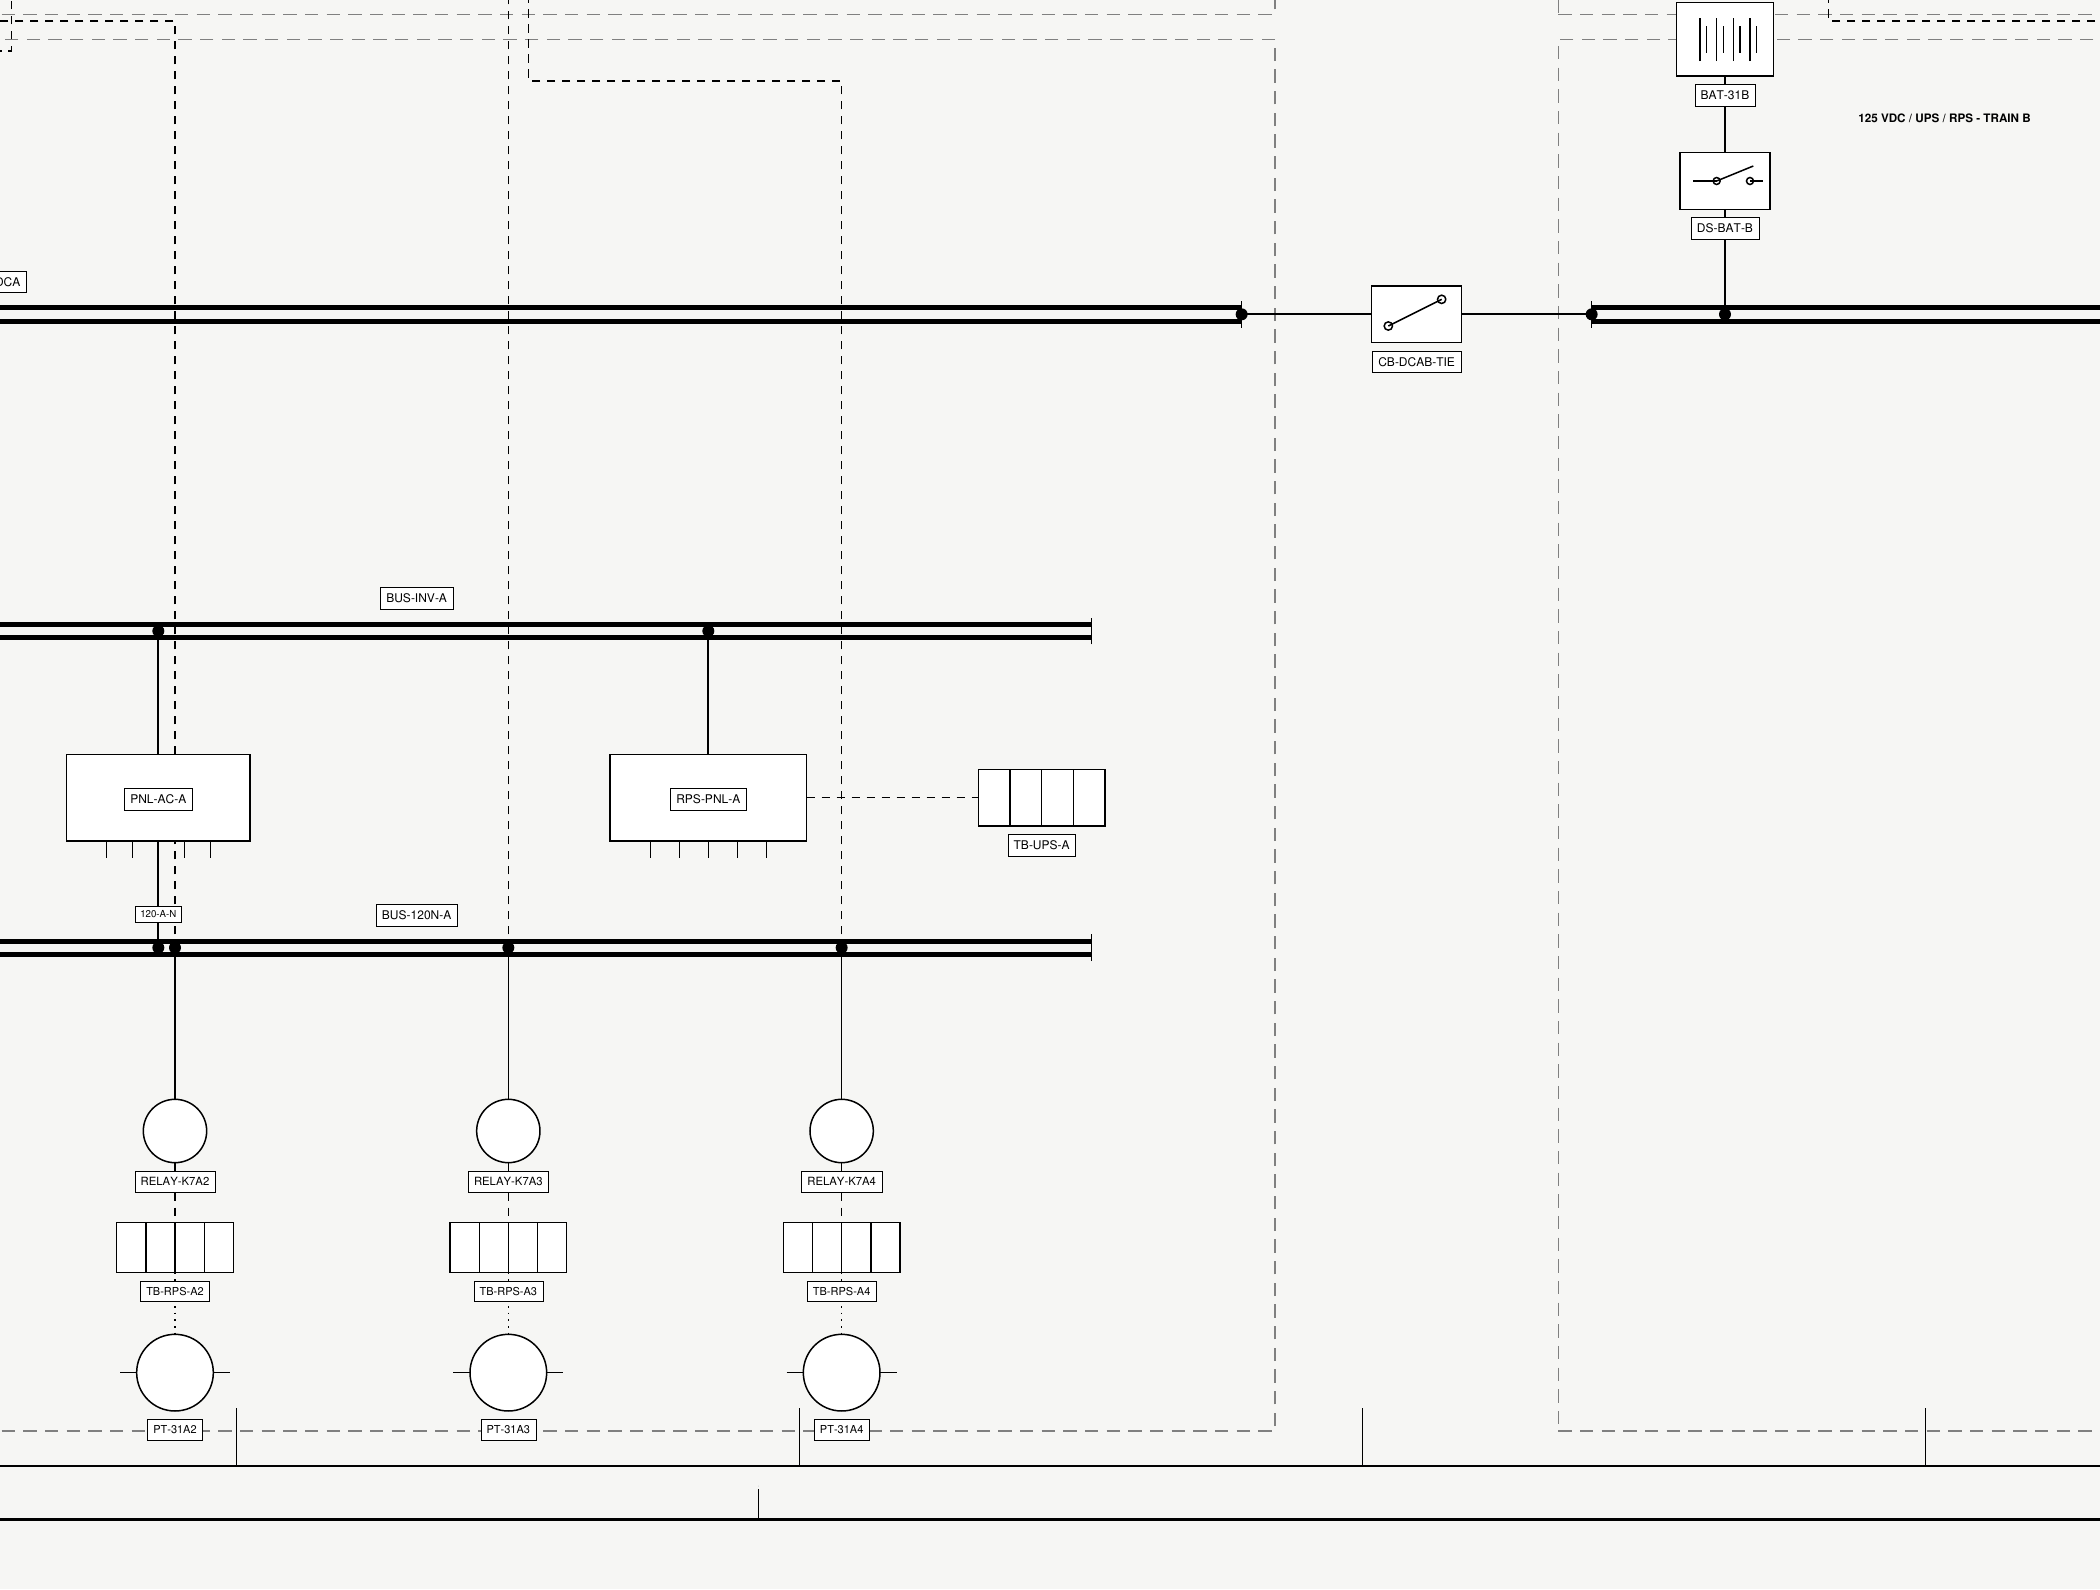 BAT-31B
125 VDC / UPS / RPS - TRAIN B
DS-BAT-B
DCA
CB-DCAB-TIE
BUS-INV-A
PNL-AC-A
RPS-PNL-A
TB-UPS-A
120-A-N
BUS-120N-A
RELAY-K7A2
RELAY-K7A3
RELAY-K7A4
TB-RPS-A2
TB-RPS-A3
TB-RPS-A4
PT-31A2
PT-31A3
PT-31A4